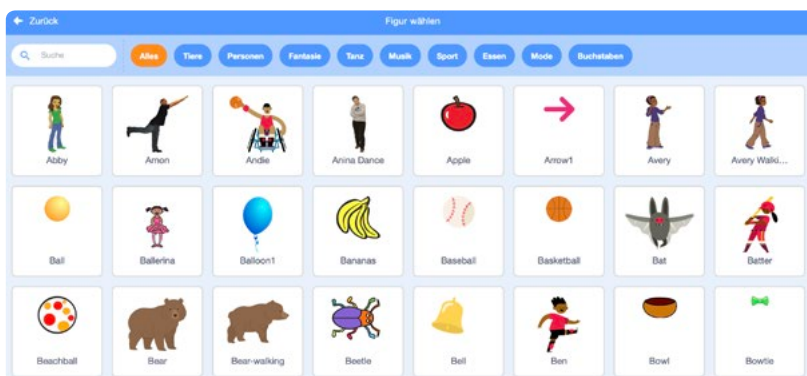 Zurück
Figur wählen
Suche
Alles Tiere Personen Fantasie Tanz Musik Sport Essen Mode Buchstaben
Abby Amon Andie Anina Dance Apple Arrow1 Avery Avery Walki...
Ball Ballerina Balloon1 Bananas Baseball Basketball Bat Batter
Beachball Bear Bear-walking Beetle Bell Ben Bowl Bowtie